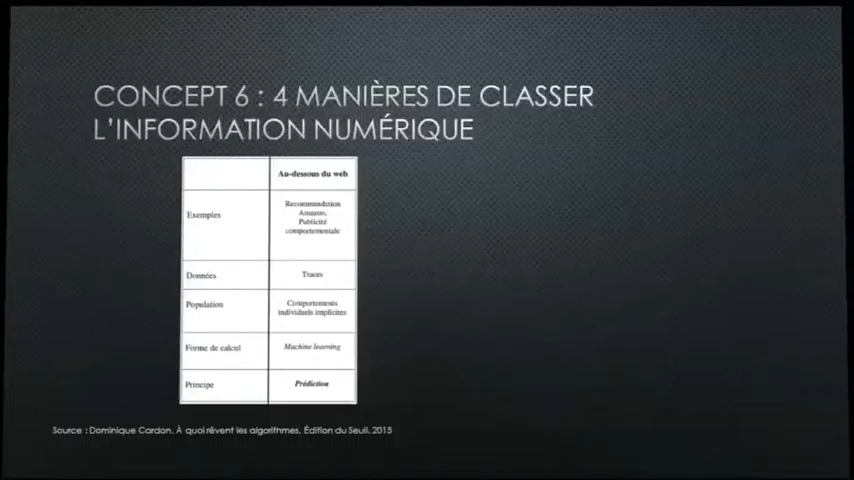 CONCEPT 6 : 4 MANIÈRES DE CLASSER
L'INFORMATION NUMÉRIQUE
Au-dessous du web
Exemples
Recommandation
Amazon,
Publicité
comportementale
Données
Traces
Population
Comportements
individuels implicites
Forme de calcul
Machine learning
Principe
Prédiction
Source : Dominique Cardon, À quoi rêvent les algorithmes, Édition du Seuil, 2015